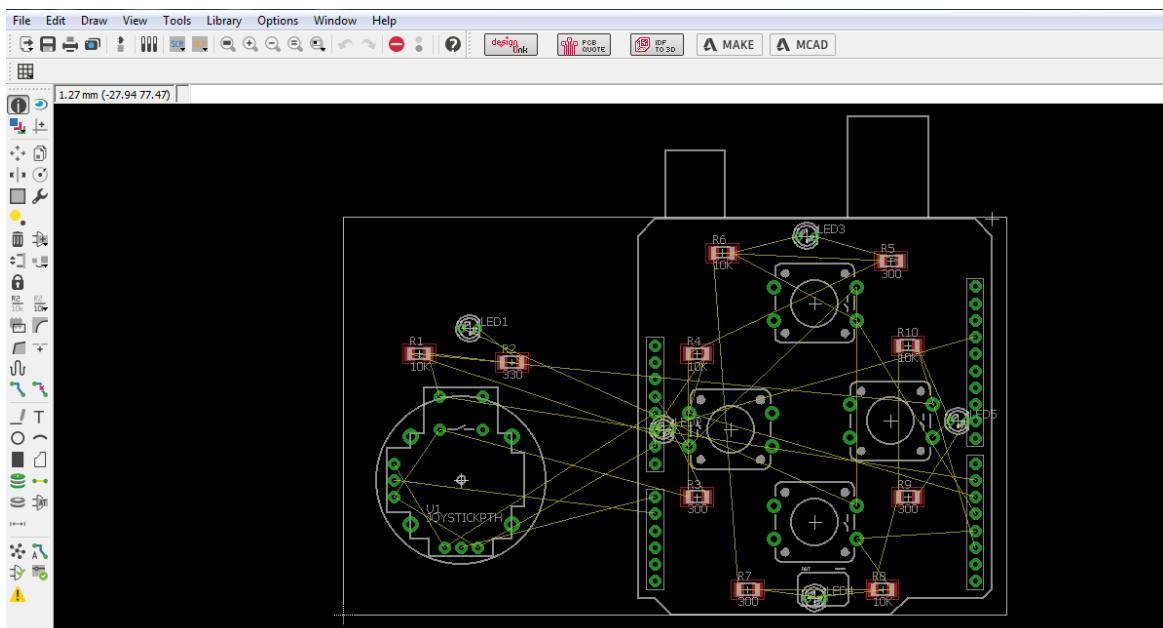 File Edit Draw View Tools Library Options Window Help
design link PCB QUOTE IDF TO 3D MAKE MCAD
1.27 mm (-27.94 77.47)
LED3
R6
10K
R5
300
LED1
R1
10K
R2
330
R4
10K
R10
10K
LED5
R3
300
R9
300
U1
JOYSTICKPTH
R7
300
LED4
R8
10K